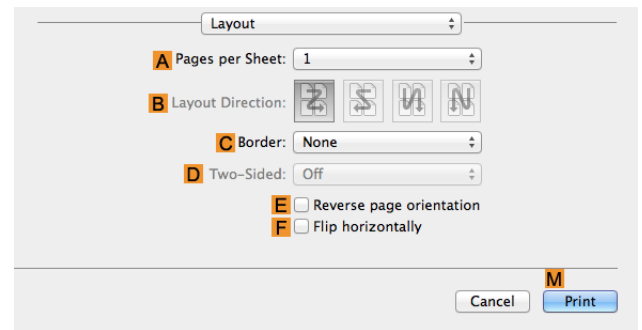 Layout
A Pages per Sheet: 1
B Layout Direction:
C Border: None
D Two-Sided: Off
E Reverse page orientation
F Flip horizontally
M
Cancel Print